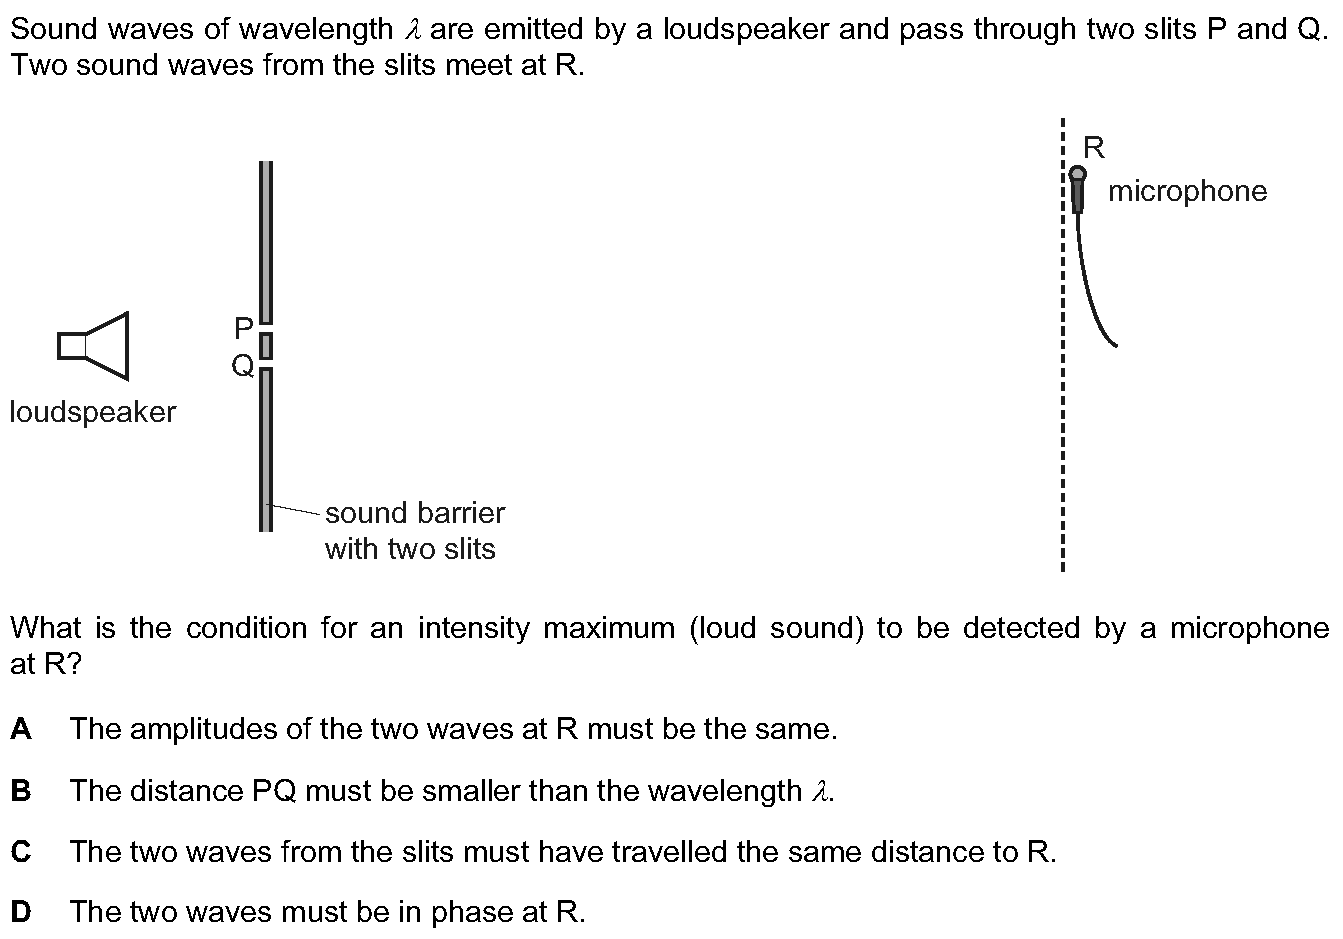 Sound waves of wavelength λ are emitted by a loudspeaker and pass through two slits P and Q.
Two sound waves from the slits meet at R.
R
microphone
P
Q
loudspeaker
sound barrier
with two slits
What is the condition for an intensity maximum (loud sound) to be detected by a microphone
at R?
A The amplitudes of the two waves at R must be the same.
B The distance PQ must be smaller than the wavelength λ.
C The two waves from the slits must have travelled the same distance to R.
D The two waves must be in phase at R.